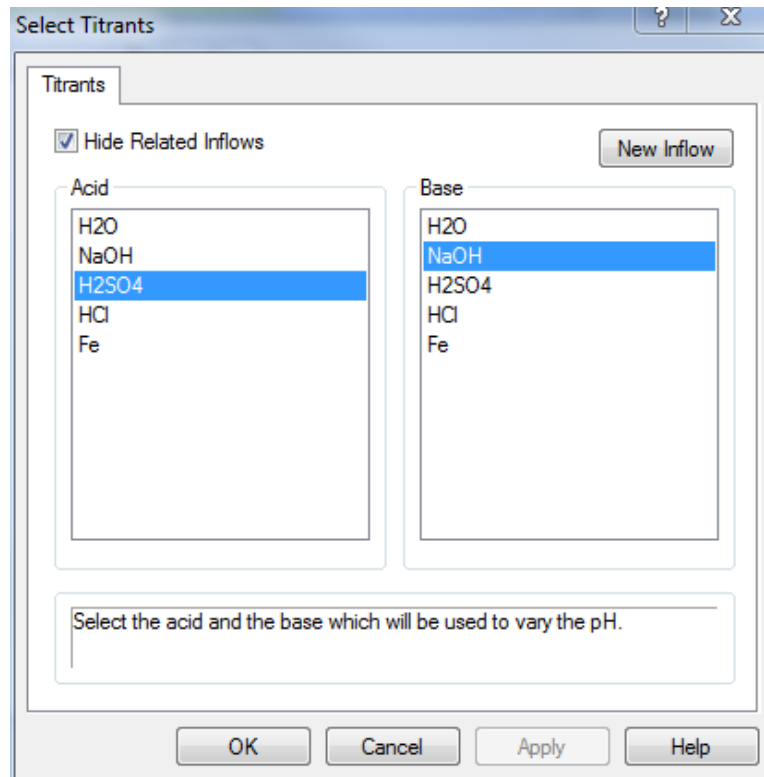 Select Titrants
? X
Titrants
Hide Related Inflows
New Inflow
Acid
H2O
NaOH
H2SO4
HCl
Fe
Base
H2O
NaOH
H2SO4
HCl
Fe
Select the acid and the base which will be used to vary the pH.
OK
Cancel
Apply
Help